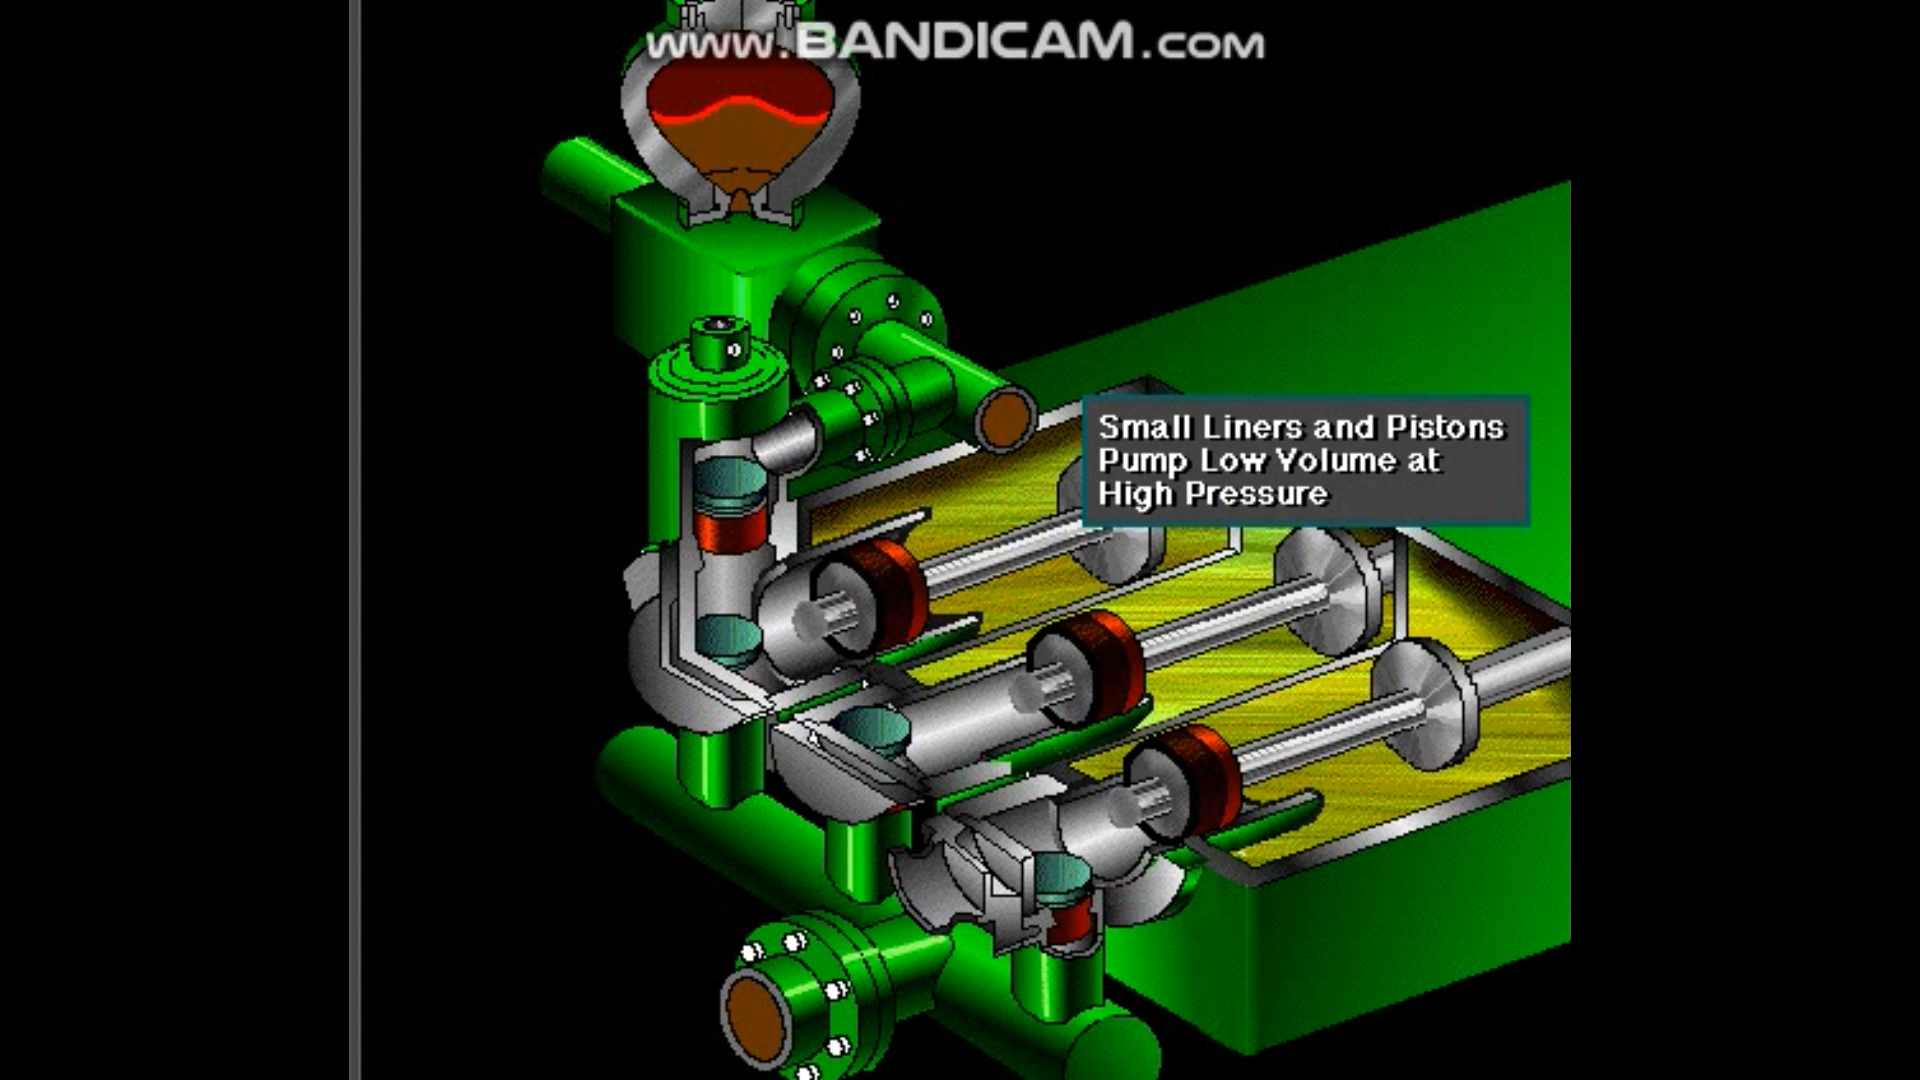 www.BANDICAM.COM
Small Liners and Pistons
Pump Low Volume at
High Pressure